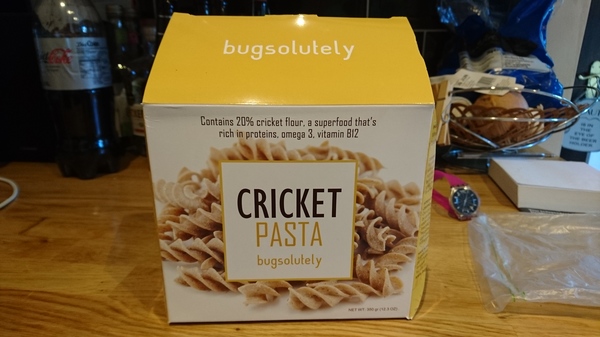 bugsolutely
Contains 20% cricket flour, a superfood that's
rich in proteins, omega 3, vitamin B12
CRICKET
PASTA
bugsolutely